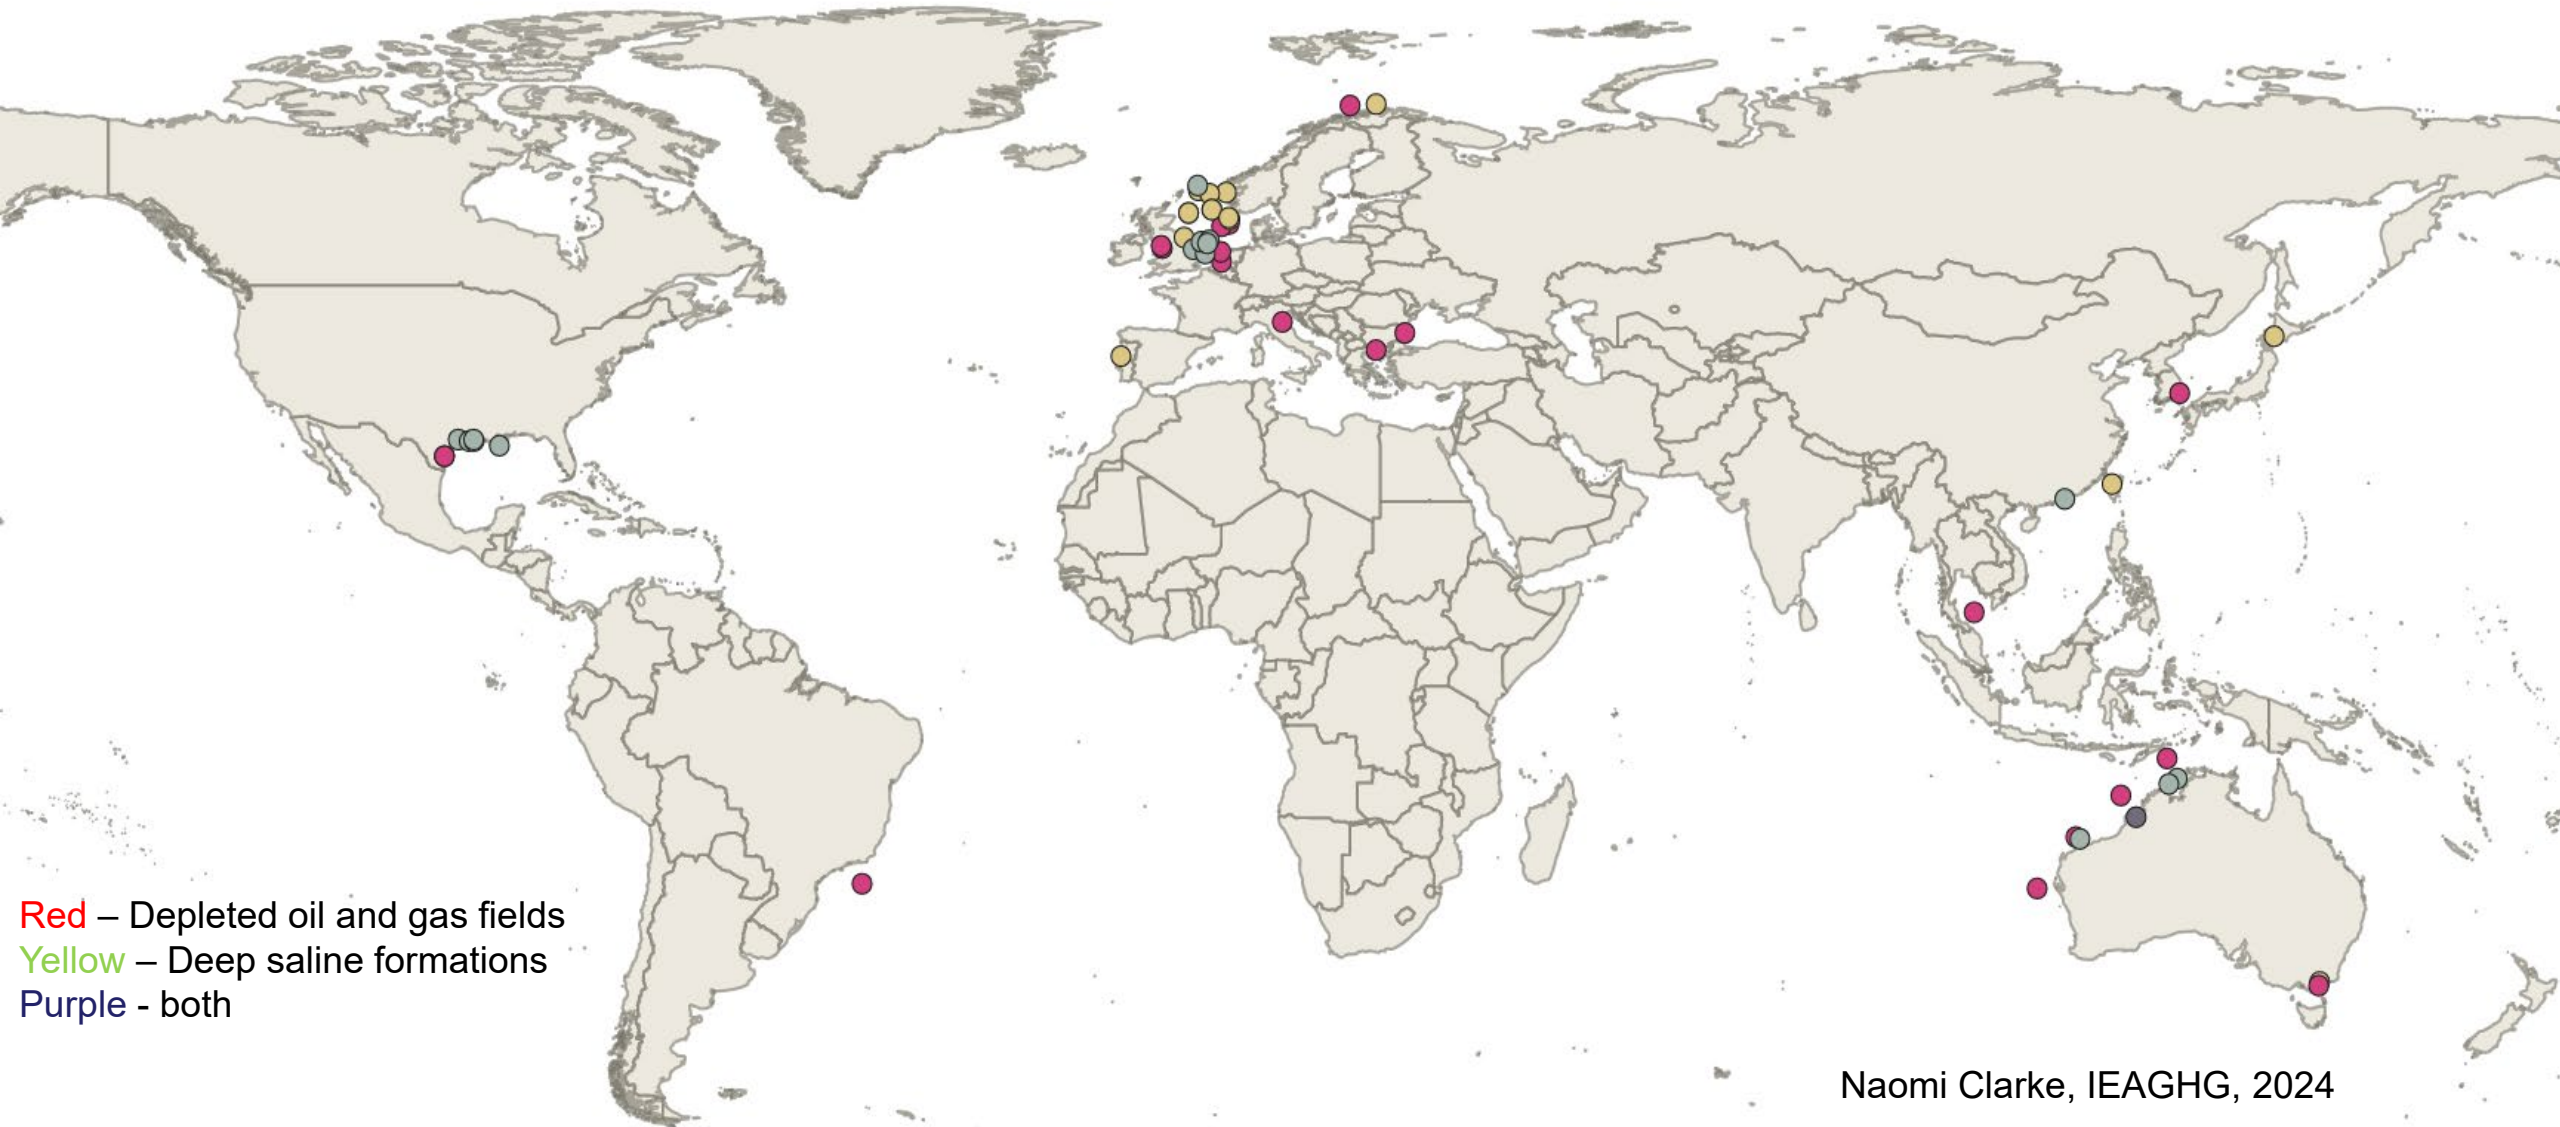 Red – Depleted oil and gas fields
Yellow – Deep saline formations
Purple - both
Naomi Clarke, IEAGHG, 2024